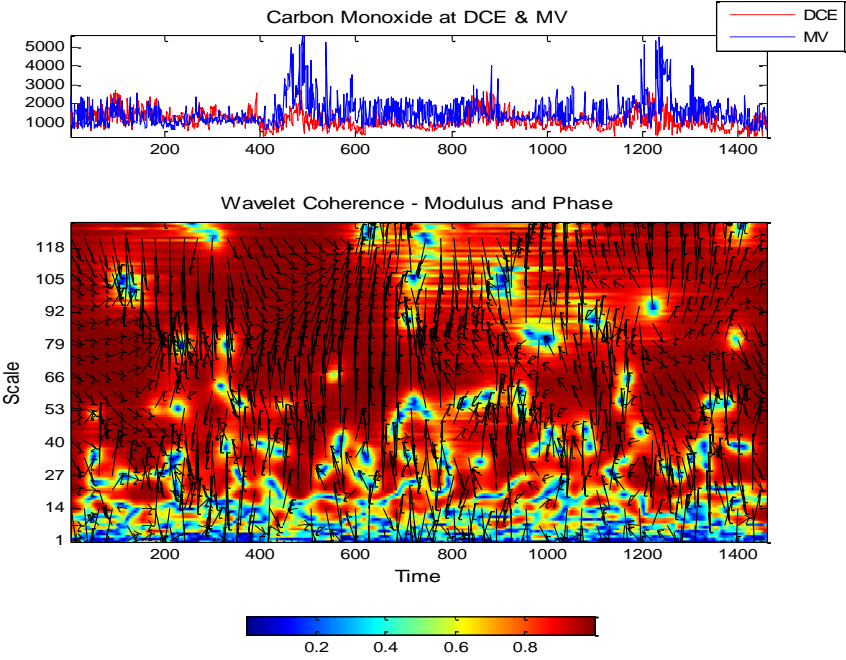 Carbon Monoxide at DCE & MV
DCE
MV
5000
4000
3000
2000
1000
200 400 600 800 1000 1200 1400
Wavelet Coherence - Modulus and Phase
118
105
92
79
66
53
40
27
14
1
Scale
200 400 600 800 1000 1200 1400
Time
0.2 0.4 0.6 0.8